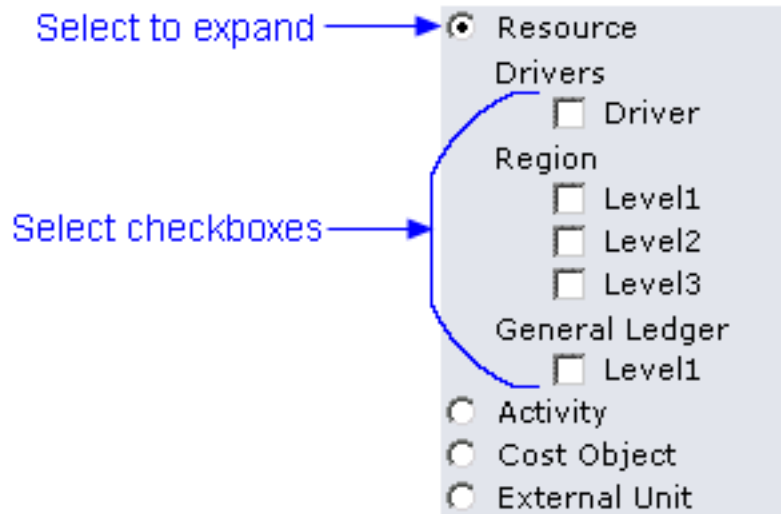 Select to expand
Resource
Drivers
Driver
Region
Level1
Select checkboxes
Level2
Level3
General Ledger
Level1
Activity
Cost Object
External Unit